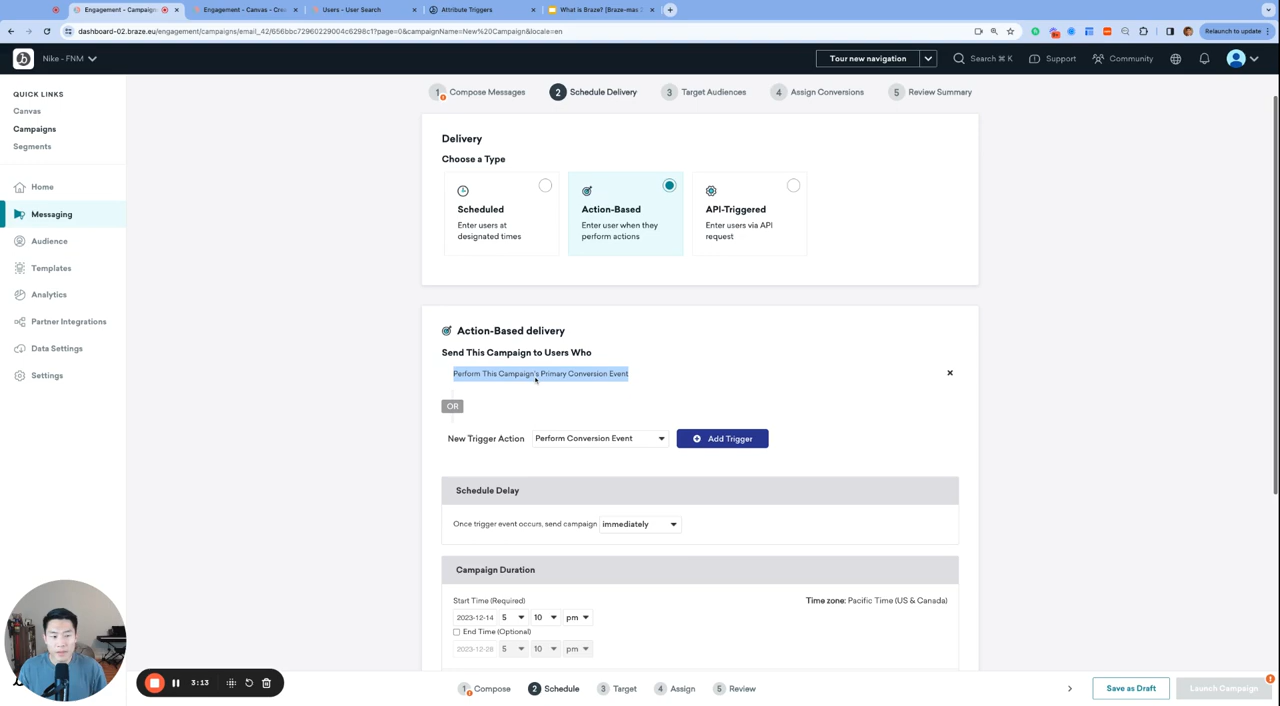 Engagement - Campaign
Engagement - Canvas - Cre
Users - User Search
Attribute Triggers
What is Braze? [Braze-mas 2
dashboard-02.braze.eu/engagement/campaigns/email_42/656bbc72960229004c6298c1?page=0&campaignName=New%20Campaign&locale=en
Relaunch to update
Nike - FNM
Tour new navigation
Search ⌘ K
Support
Community
QUICK LINKS
Canvas
Campaigns
Segments
Home
Messaging
Audience
Templates
Analytics
Partner Integrations
Data Settings
Settings
1 Compose Messages
2 Schedule Delivery
3 Target Audiences
4 Assign Conversions
5 Review Summary
Delivery
Choose a Type
Scheduled
Enter users at
designated times
Action-Based
Enter user when they
perform actions
API-Triggered
Enter users via API
request
Action-Based delivery
Send This Campaign to Users Who
Perform This Campaign's Primary Conversion Event
OR
New Trigger Action Perform Conversion Event Add Trigger
Schedule Delay
Once trigger event occurs, send campaign immediately
Campaign Duration
Start Time (Required)
Time zone: Pacific Time (US & Canada)
2023-12-14 5 10 pm
End Time (Optional)
2023-12-28 5 10 pm
3:13
1 Compose
2 Schedule
3 Target
4 Assign
5 Review
Save as Draft
Launch Campaign